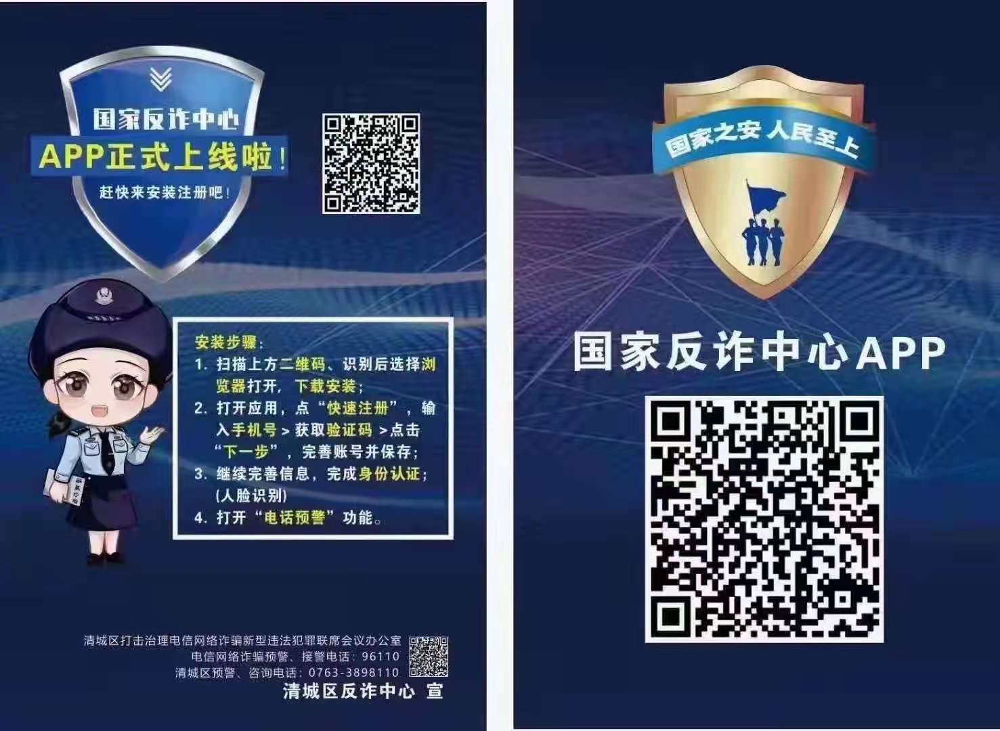 国家反诈中心
APP正式上线啦！
赶快来安装注册吧！
安装步骤：
1. 扫描上方二维码、识别后选择浏
览器打开，下载安装；
2. 打开应用，点“快速注册”，输
入手机号>获取验证码>点击
“下一步”，完善账号并保存；
3. 继续完善信息，完成身份认证；
(人脸识别)
4. 打开“电话预警”功能。
清城区打击治理电信网络诈骗新型违法犯罪联席会议办公室
电信网络诈骗预警、接警电话：96110
清城区预警、咨询电话：0763-3898110
清城区反诈中心 宣
国家之安 人民至上
国家反诈中心APP